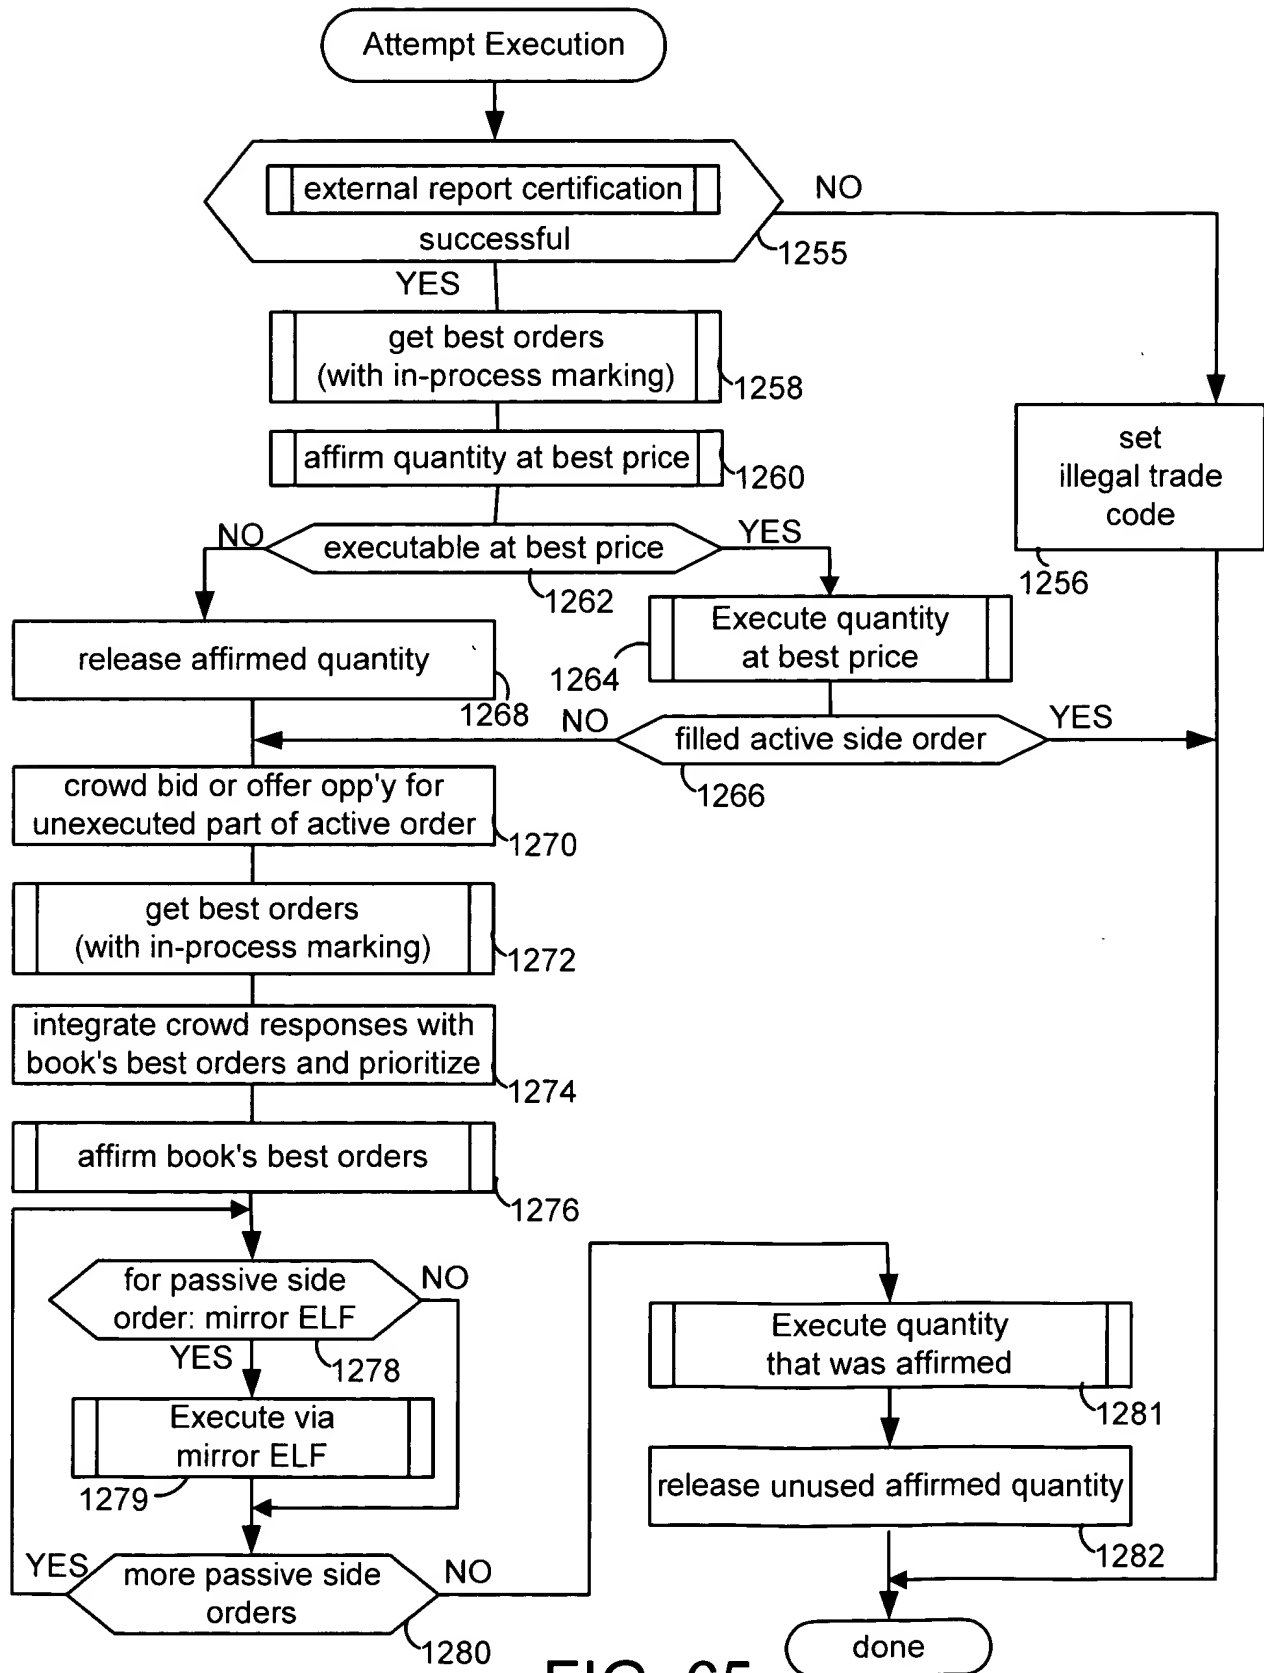 Attempt Execution
external report certification
successful
NO
1255
YES
get best orders
(with in-process marking)
1258
affirm quantity at best price
1260
set
illegal trade
code
1256
NO
executable at best price
YES
1262
Execute quantity
at best price
1264
release affirmed quantity
1268
NO
filled active side order
YES
1266
crowd bid or offer opp'y for
unexecuted part of active order
1270
get best orders
(with in-process marking)
1272
integrate crowd responses with
book's best orders and prioritize
1274
affirm book's best orders
1276
for passive side
order: mirror ELF
NO
YES
1278
Execute via
mirror ELF
1279
YES
more passive side
orders
NO
1280
Execute quantity
that was affirmed
1281
release unused affirmed quantity
1282
done
FIG. 65